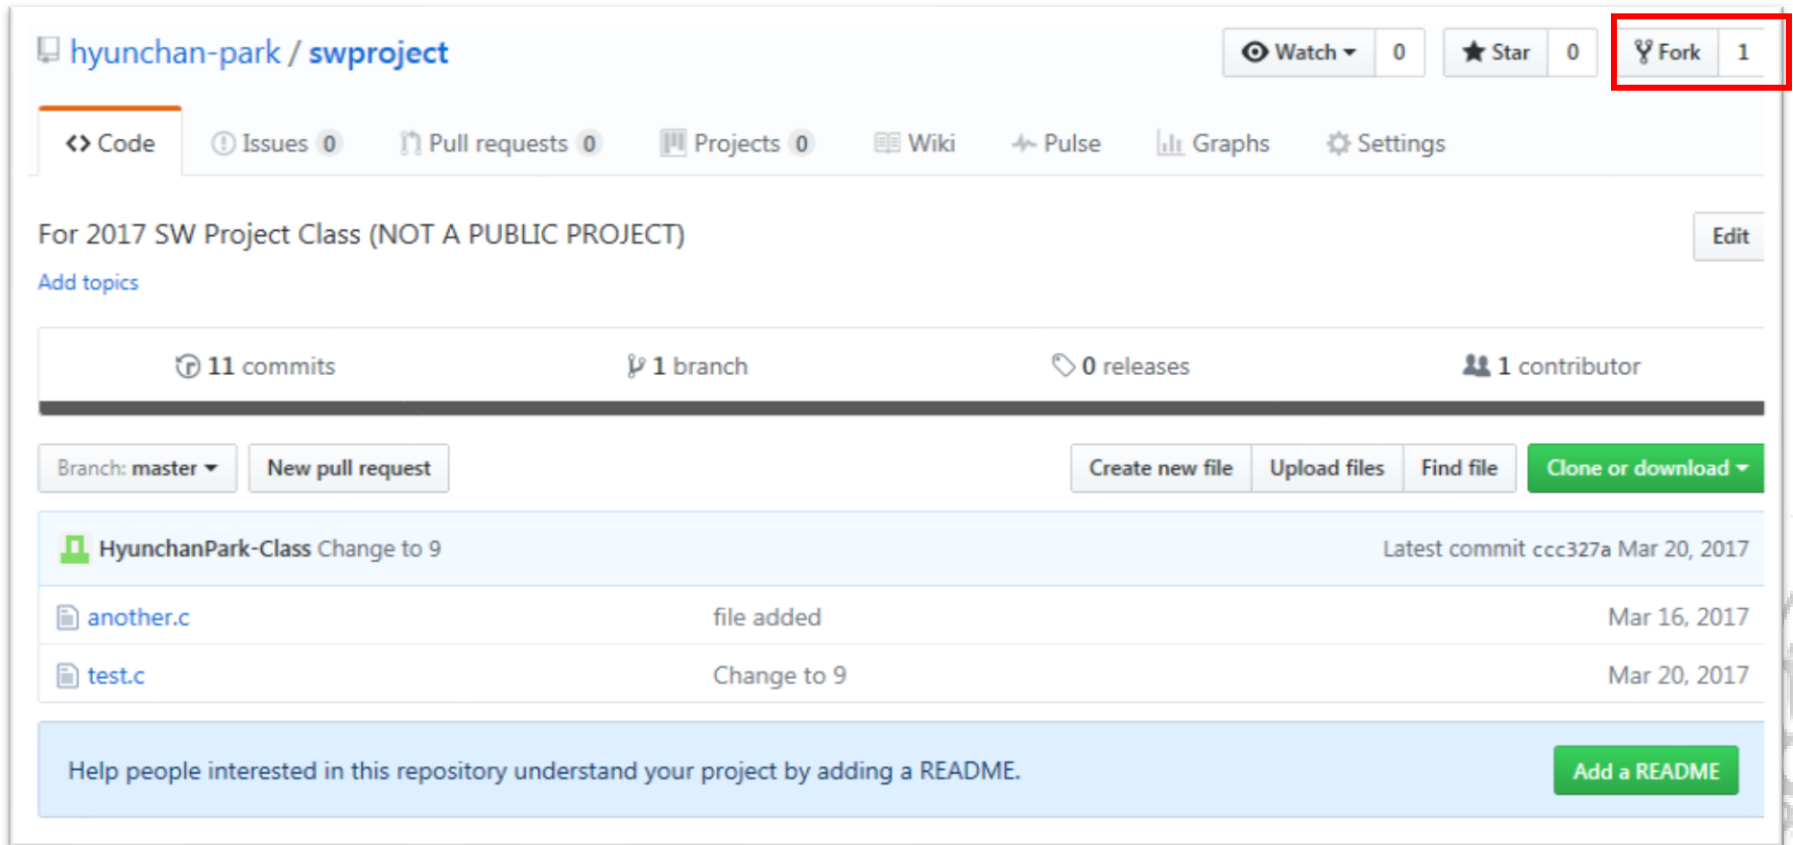 hyunchan-park / swproject
Watch 0 Star 0 Fork 1
Code Issues 0 Pull requests 0 Projects 0 Wiki Pulse Graphs Settings
For 2017 SW Project Class (NOT A PUBLIC PROJECT)
Edit
Add topics
11 commits 1 branch 0 releases 1 contributor
Branch: master New pull request Create new file Upload files Find file Clone or download
HyunchanPark-Class Change to 9 Latest commit ccc327a Mar 20, 2017
another.c file added Mar 16, 2017
test.c Change to 9 Mar 20, 2017
Help people interested in this repository understand your project by adding a README.
Add a README